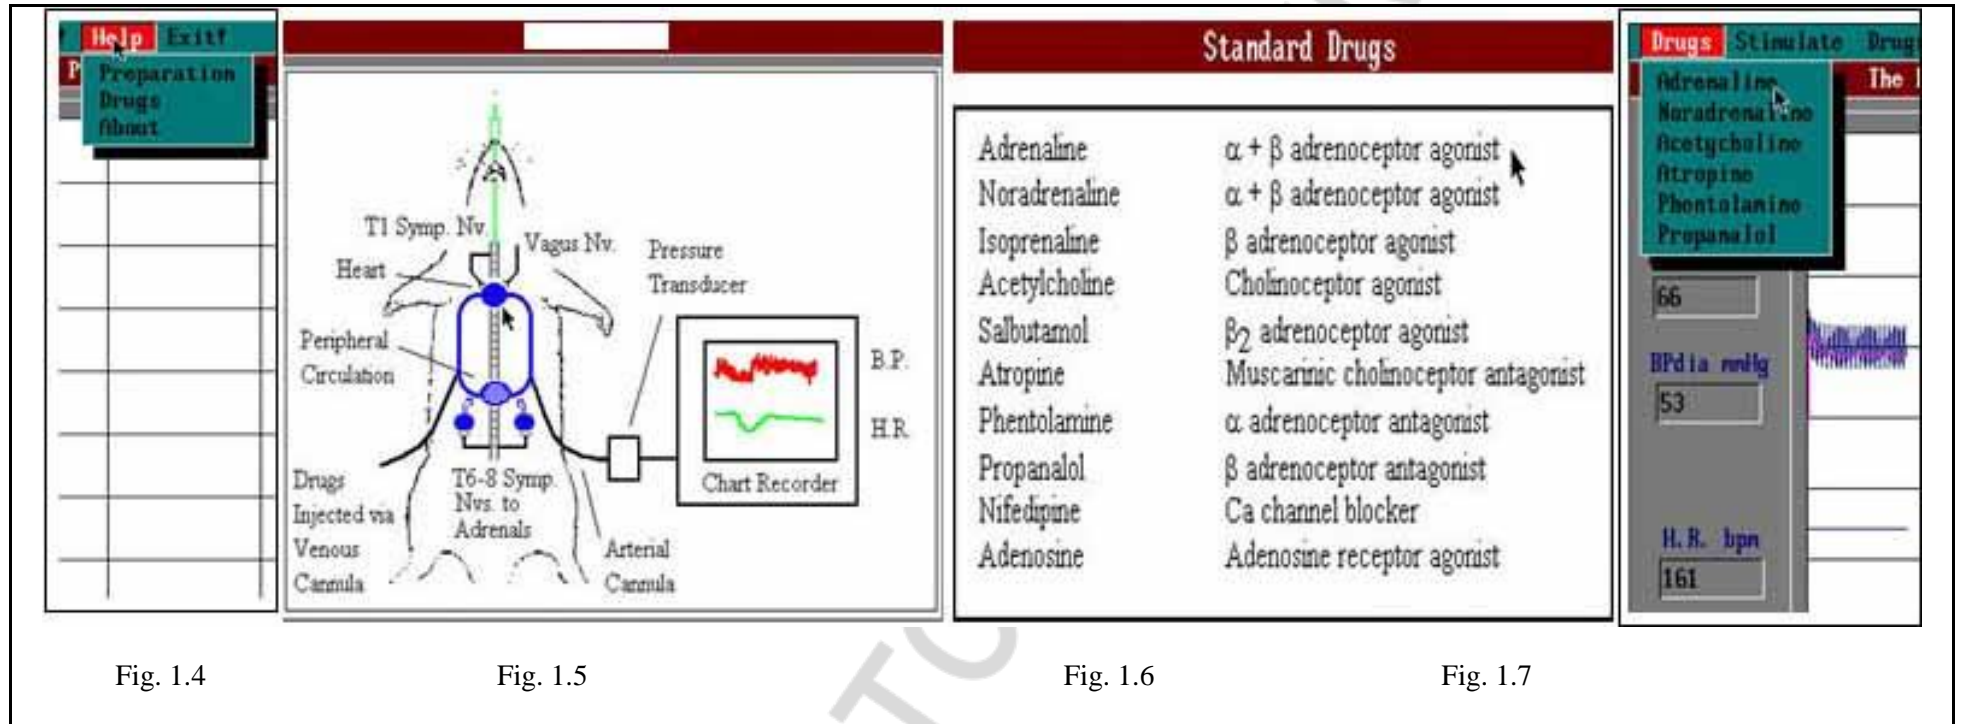 Help Exit!
Preparation
Drugs
About
T1 Symp. Nv.
Vagus Nv.
Heart
Pressure
Transducer
Peripheral
Circulation
B.P.
H.R.
Chart Recorder
Drugs
Injected via
Venous
Cannula
T6-8 Symp.
Nvs. to
Adrenals
Arterial
Cannula
Standard Drugs
Adrenaline α + β adrenoceptor agonist
Noradrenaline α + β adrenoceptor agonist
Isoprenaline β adrenoceptor agonist
Acetylcholine Cholinoceptor agonist
Salbutamol β2 adrenoceptor agonist
Atropine Muscarinic cholinoceptor antagonist
Phentolamine α adrenoceptor antagonist
Propanalol β adrenoceptor antagonist
Nifedipine Ca channel blocker
Adenosine Adenosine receptor agonist
Drugs Stimulate Drug
The
Adrenaline
Noradrenaline
Acetycholine
Atropine
Phentolamine
Propanalol
66
BPdia mmHg
53
H.R. bpm
161
Fig. 1.4 Fig. 1.5 Fig. 1.6 Fig. 1.7